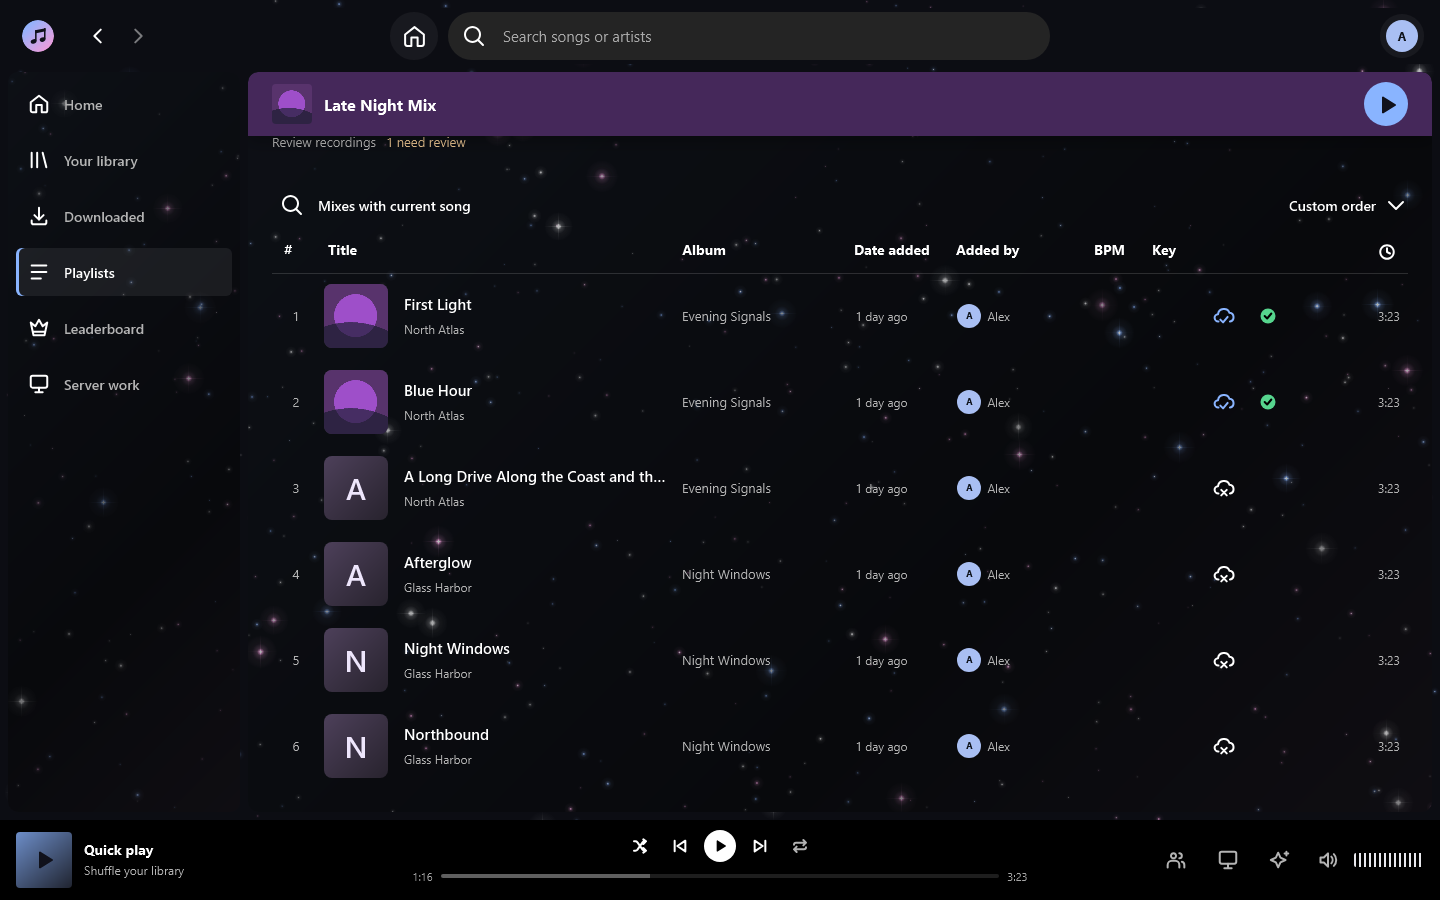 Search songs or artists
A
Home
Your library
Downloaded
Playlists
Leaderboard
Server work
Late Night Mix
Review recordings 1 need review
Mixes with current song
Custom order
# Title Album Date added Added by BPM Key
1 First Light North Atlas Evening Signals 1 day ago A Alex 3:23
2 Blue Hour North Atlas Evening Signals 1 day ago A Alex 3:23
3 A A Long Drive Along the Coast and th... North Atlas Evening Signals 1 day ago A Alex 3:23
4 A Afterglow Glass Harbor Night Windows 1 day ago A Alex 3:23
5 N Night Windows Glass Harbor Night Windows 1 day ago A Alex 3:23
6 N Northbound Glass Harbor Night Windows 1 day ago A Alex 3:23
Quick play
Shuffle your library
1:16
3:23